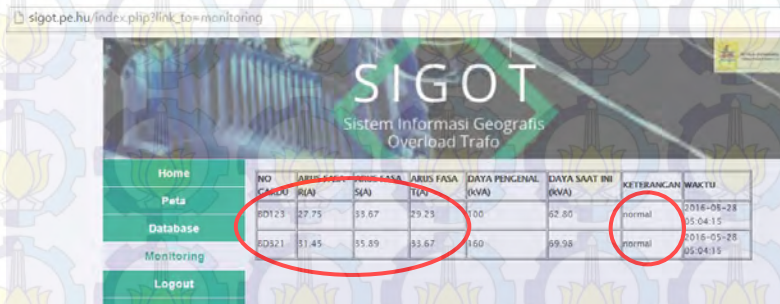 sigot.pe.hu/index.php?link_to=monitoring
SIGOT
Sistem Informasi Geografis
Overload Trafo
Home
Peta
Database
Monitoring
Logout
NO GARDU ARUS FASA R(A) ARUS FASA S(A) ARUS FASA T(A) DAYA PENGENAL (kVA) DAYA SAAT INI (kVA) KETERANGAN WAKTU
BD123 27.75 33.67 29.23 100 62.80 normal 2016-05-28 05:04:15
BD321 31.45 35.89 33.67 160 69.98 normal 2016-05-28 05:04:15